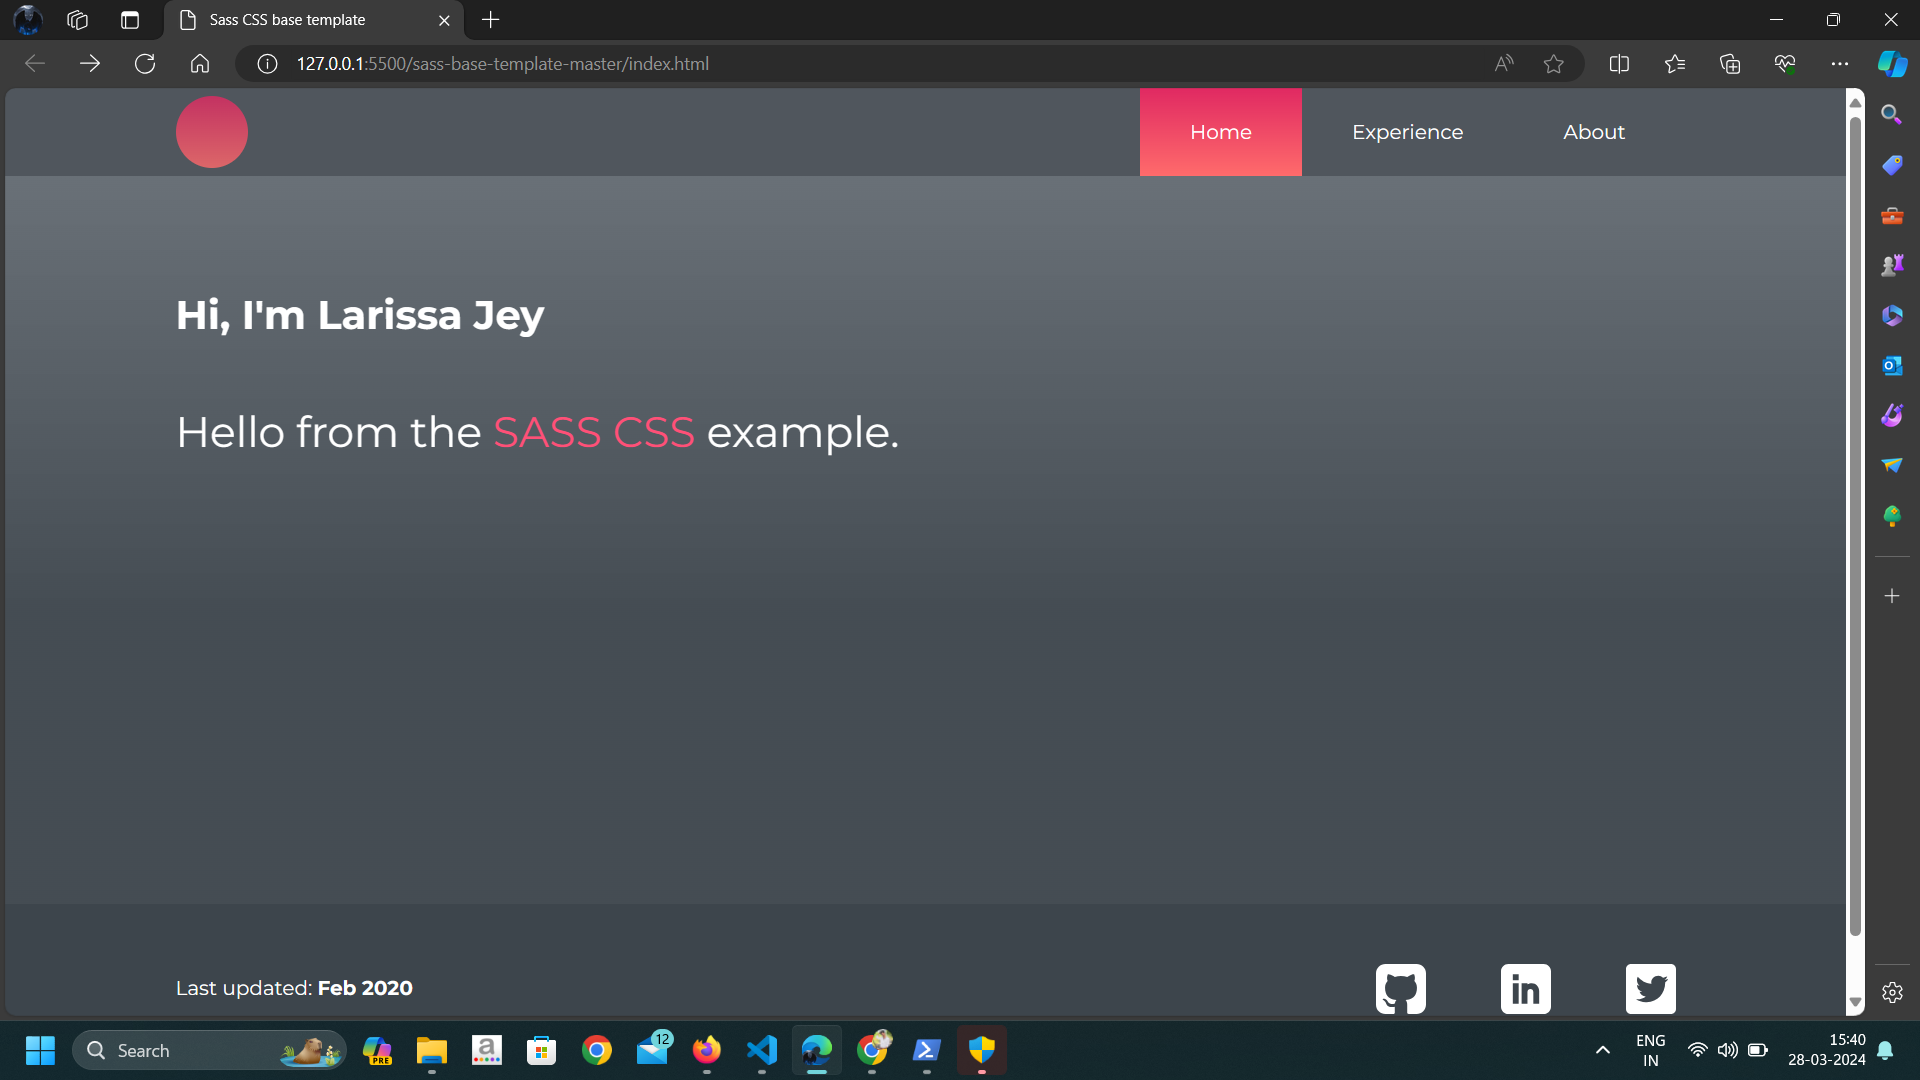 Sass CSS base template
127.0.0.1:5500/sass-base-template-master/index.html
Home Experience About
Hi, I'm Larissa Jey
Hello from the SASS CSS example.
Last updated: Feb 2020
in
Search
PRE
a
12
ENG
IN
15:40
28-03-2024